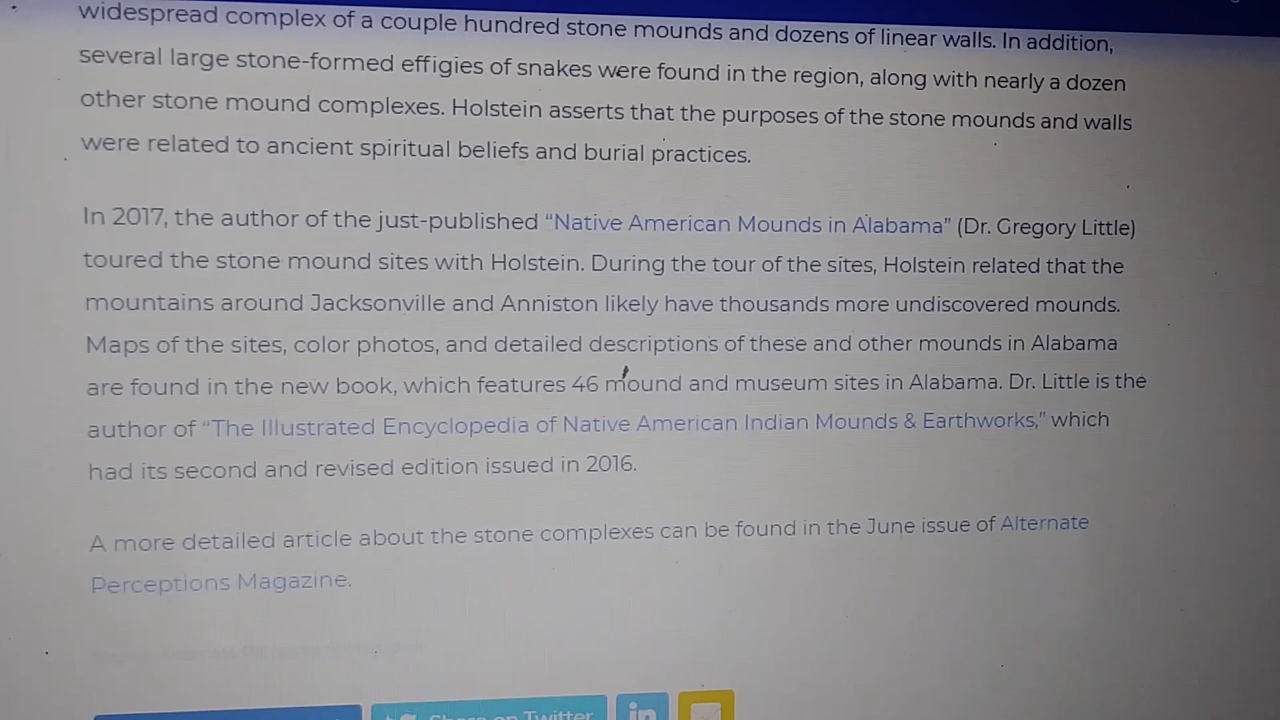 widespread complex of a couple hundred stone mounds and dozens of linear walls. In addition,
several large stone-formed effigies of snakes were found in the region, along with nearly a dozen
other stone mound complexes. Holstein asserts that the purposes of the stone mounds and walls
were related to ancient spiritual beliefs and burial practices.
In 2017, the author of the just-published “Native American Mounds in Alabama” (Dr. Gregory Little)
toured the stone mound sites with Holstein. During the tour of the sites, Holstein related that the
mountains around Jacksonville and Anniston likely have thousands more undiscovered mounds.
Maps of the sites, color photos, and detailed descriptions of these and other mounds in Alabama
are found in the new book, which features 46 mound and museum sites in Alabama. Dr. Little is the
author of “The Illustrated Encyclopedia of Native American Indian Mounds & Earthworks,” which
had its second and revised edition issued in 2016.
A more detailed article about the stone complexes can be found in the June issue of Alternate
Perceptions Magazine.
Share on Twitter in